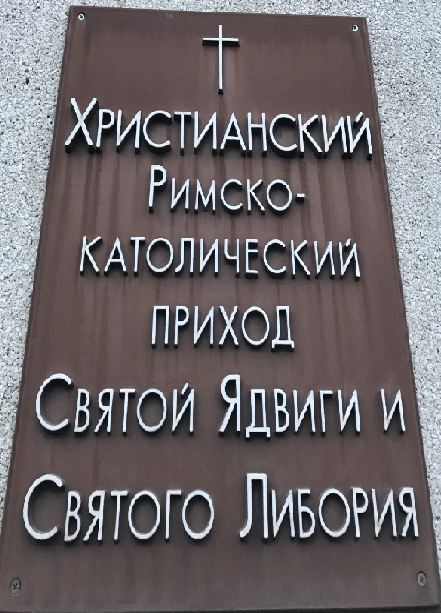 Христианский
Римско-
католический
приход
Святой Ядвиги и
Святого Либория